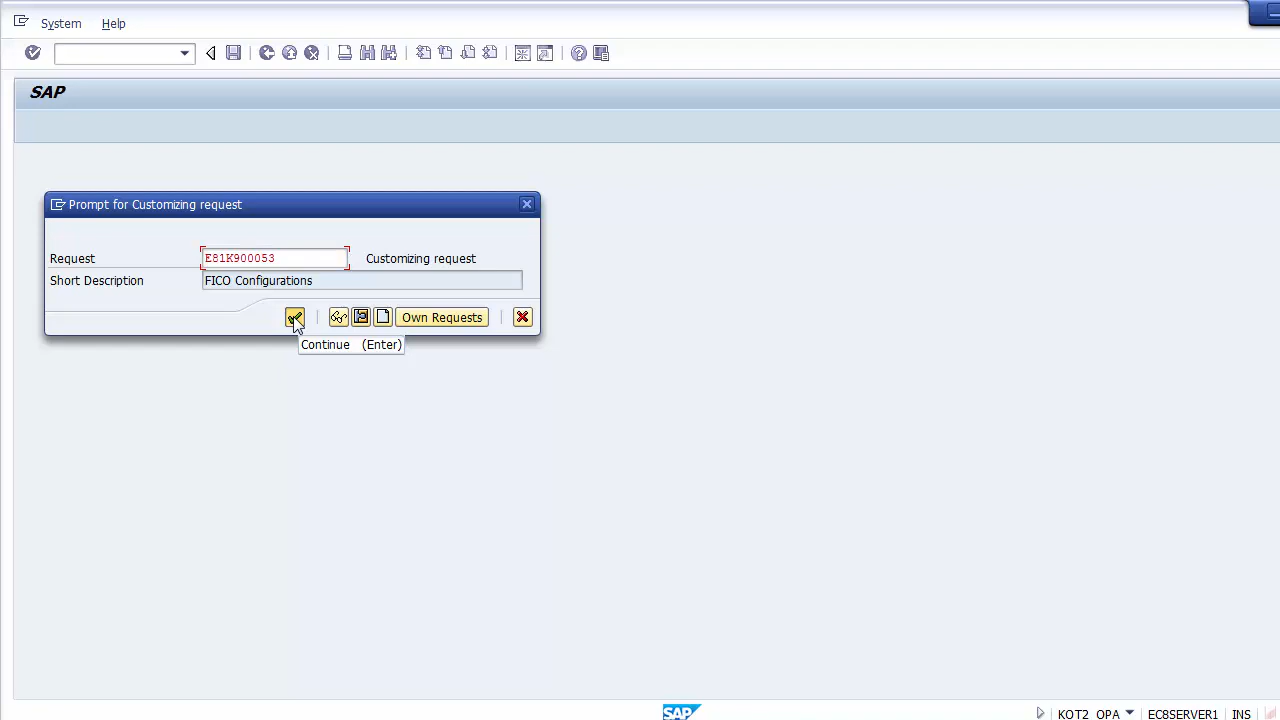 System Help
SAP
Prompt for Customizing request
Request E81K900053 Customizing request
Short Description FICO Configurations
Own Requests
Continue (Enter)
SAP KOT2 OPA EC8SERVER1 INS